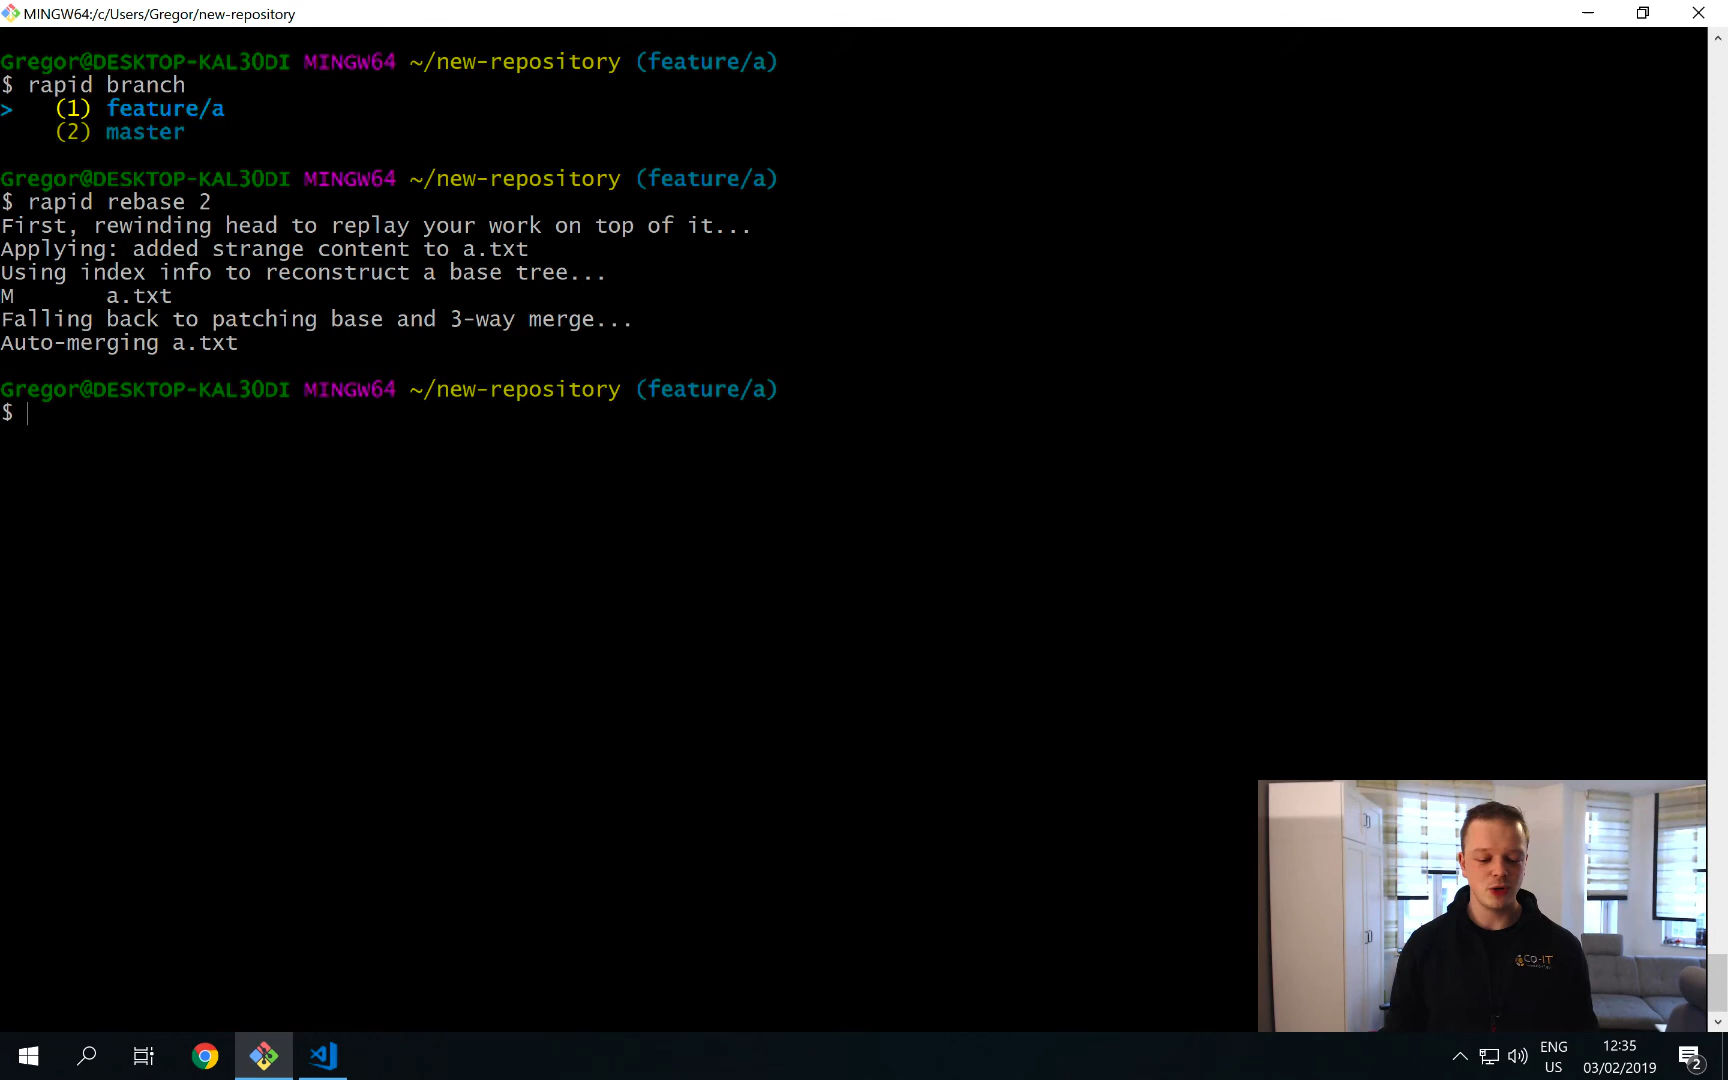 MINGW64:/c/Users/Gregor/new-repository
Gregor@DESKTOP-KAL30DI MINGW64 ~/new-repository (feature/a)
$ rapid branch
> (1) feature/a
(2) master
Gregor@DESKTOP-KAL30DI MINGW64 ~/new-repository (feature/a)
$ rapid rebase 2
First, rewinding head to replay your work on top of it...
Applying: added strange content to a.txt
Using index info to reconstruct a base tree...
M a.txt
Falling back to patching base and 3-way merge...
Auto-merging a.txt
Gregor@DESKTOP-KAL30DI MINGW64 ~/new-repository (feature/a)
$
CO-IT
ENG
US
12:35
03/02/2019
2